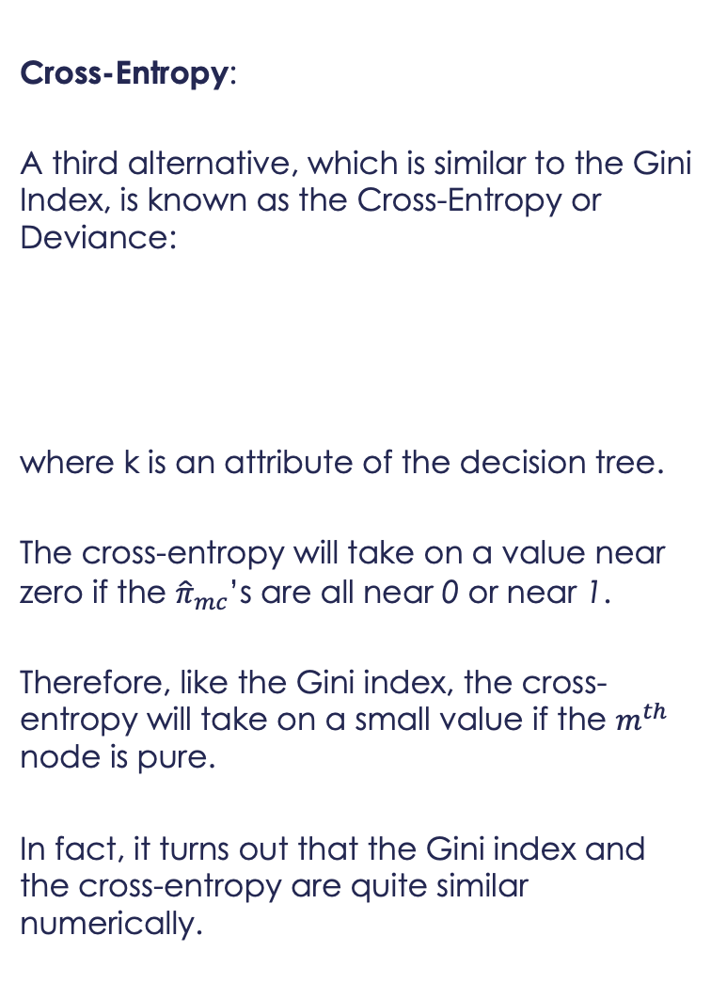 Cross-Entropy:
A third alternative, which is similar to the Gini
Index, is known as the Cross-Entropy or
Deviance:
where k is an attribute of the decision tree.
The cross-entropy will take on a value near
zero if the π̂mc's are all near 0 or near 1.
Therefore, like the Gini index, the cross-
entropy will take on a small value if the mth
node is pure.
In fact, it turns out that the Gini index and
the cross-entropy are quite similar
numerically.